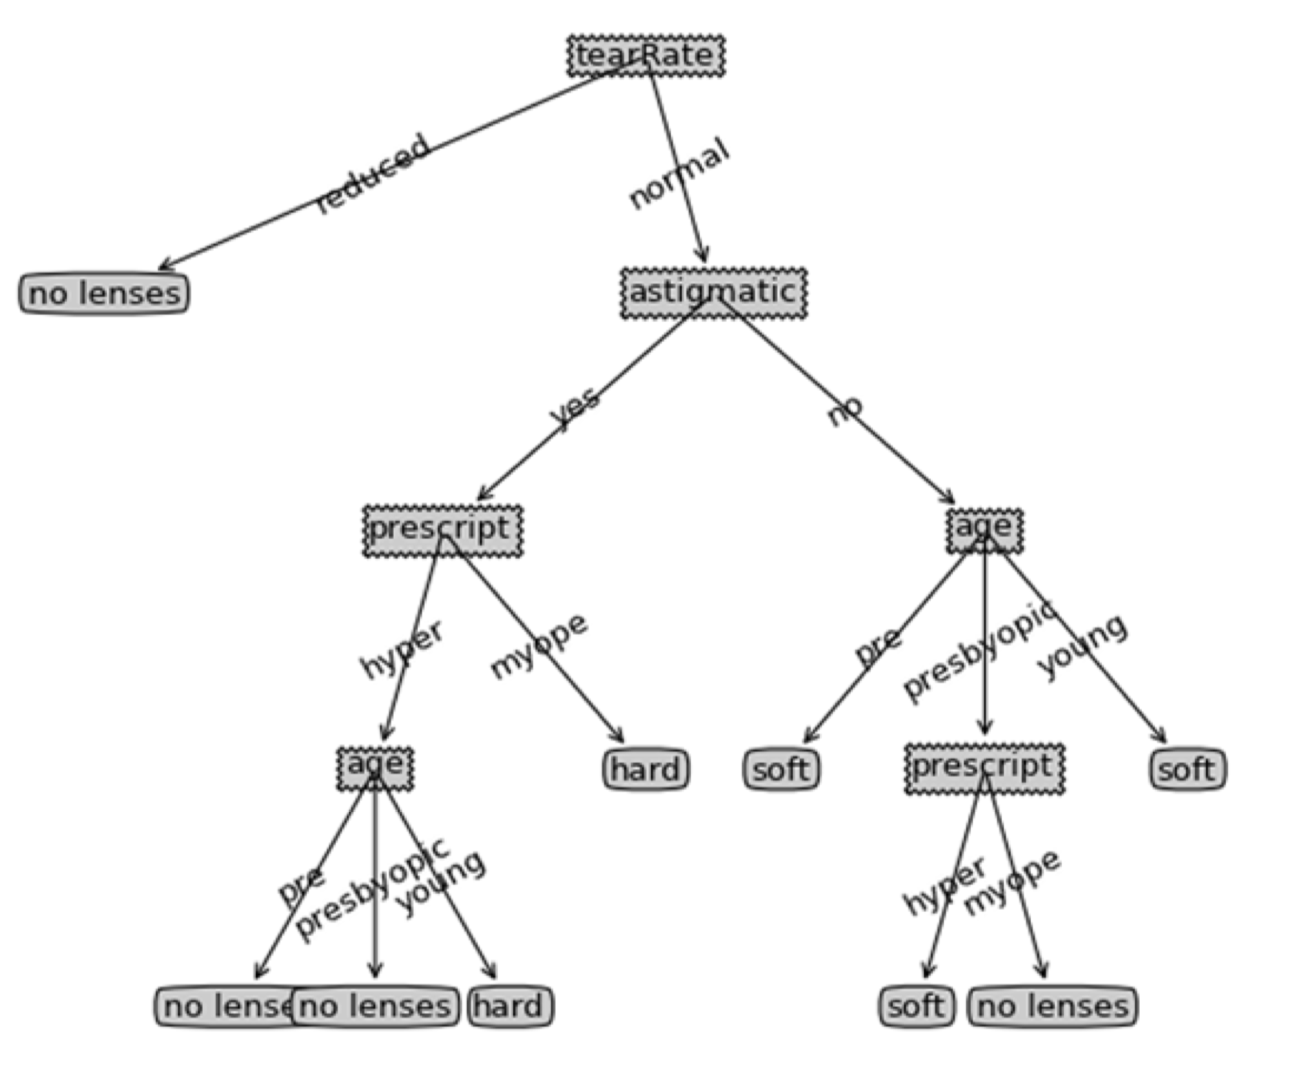 tearRate
reduced
normal
no lenses
astigmatic
yes
no
prescript
age
hyper
myope
pre
presbyopic
young
age
hard
soft
prescript
soft
pre
presbyopic
young
hyper
myope
no lense
no lenses
hard
soft
no lenses